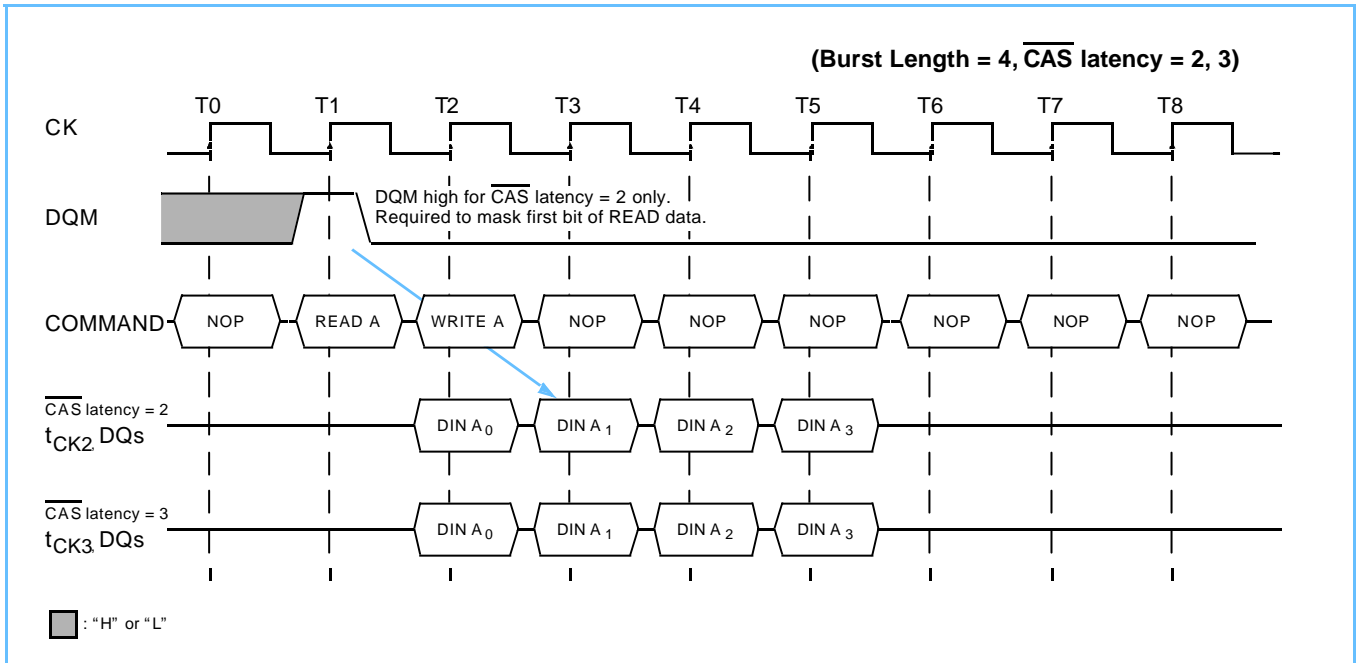 (Burst Length = 4, CAS latency = 2, 3)
T0 T1 T2 T3 T4 T5 T6 T7 T8
CK
DQM high for CAS latency = 2 only.
Required to mask first bit of READ data.
DQM
COMMAND NOP READ A WRITE A NOP NOP NOP NOP NOP NOP
CAS latency = 2
tCK2, DQs DIN A0 DIN A1 DIN A2 DIN A3
CAS latency = 3
tCK3, DQs DIN A0 DIN A1 DIN A2 DIN A3
: “H” or “L”